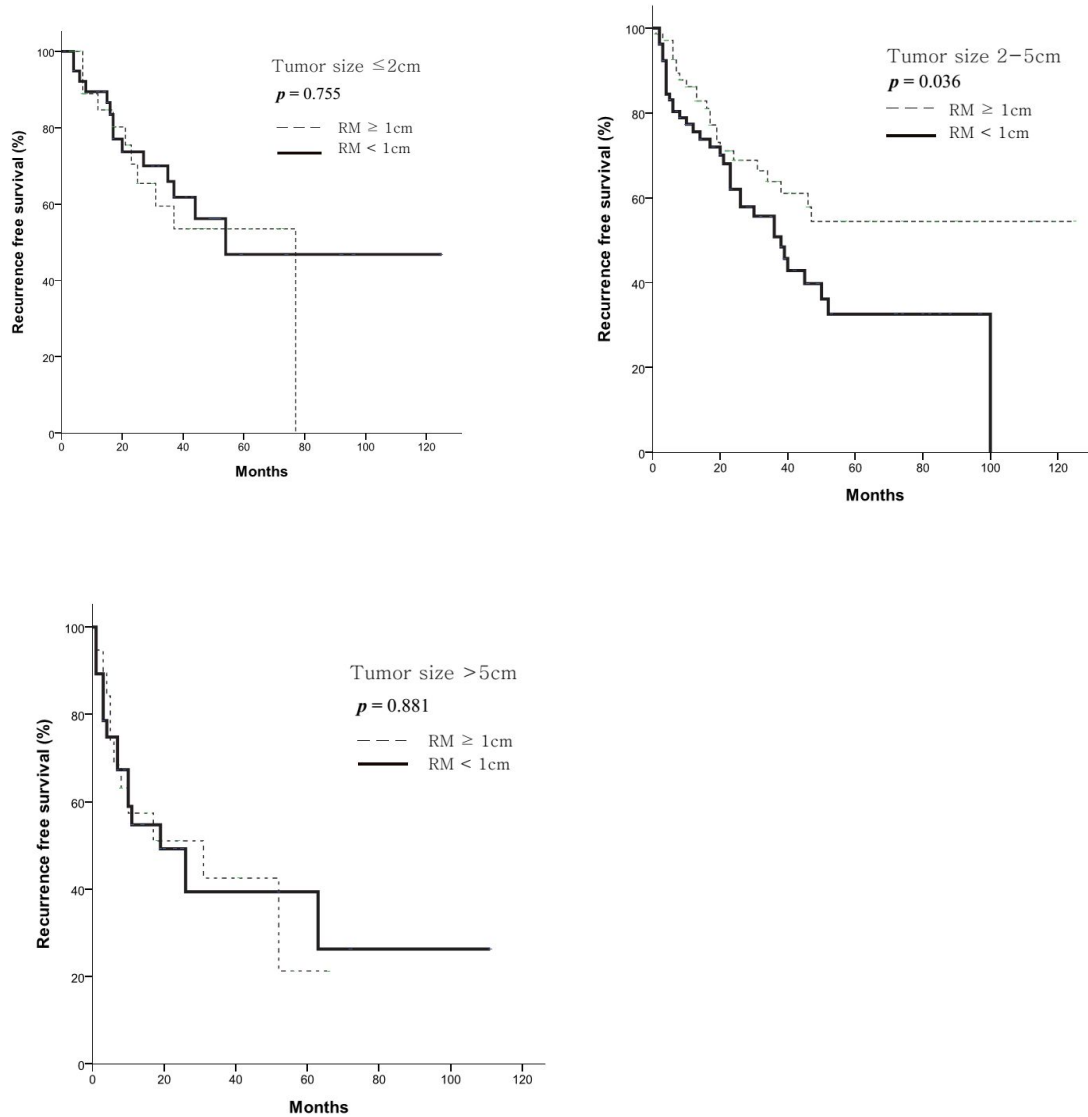 Recurrence free survival (%)
100
80
60
40
20
0
Tumor size ≤2cm
p = 0.755
RM ≥ 1cm
RM < 1cm
0 20 40 60 80 100 120
Months
Recurrence free survival (%)
100
80
60
40
20
0
Tumor size 2-5cm
p = 0.036
RM ≥ 1cm
RM < 1cm
0 20 40 60 80 100 120
Months
Recurrence free survival (%)
100
80
60
40
20
0
Tumor size >5cm
p = 0.881
RM ≥ 1cm
RM < 1cm
0 20 40 60 80 100 120
Months